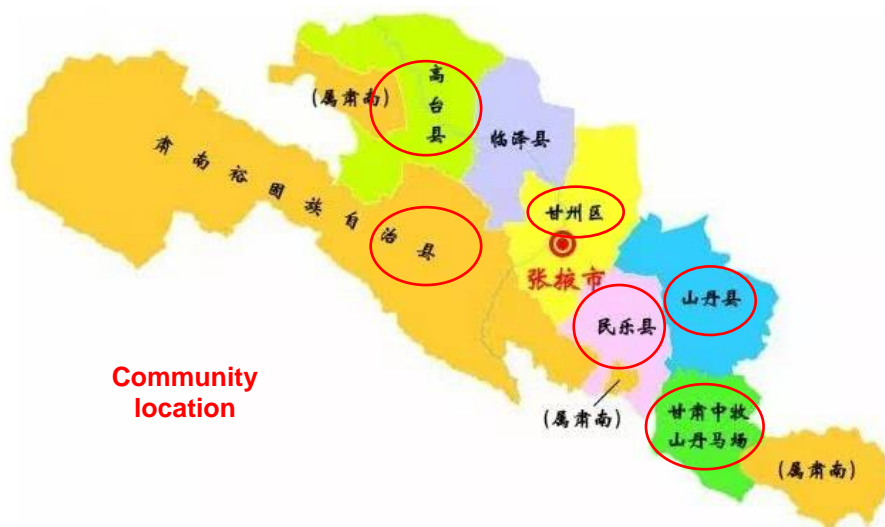 高台县
(属肃南)
临泽县
肃南裕固族自治县
甘州区
张掖市
山丹县
民乐县
Community
location
(属肃南)
甘肃中牧
山丹马场
(属肃南)